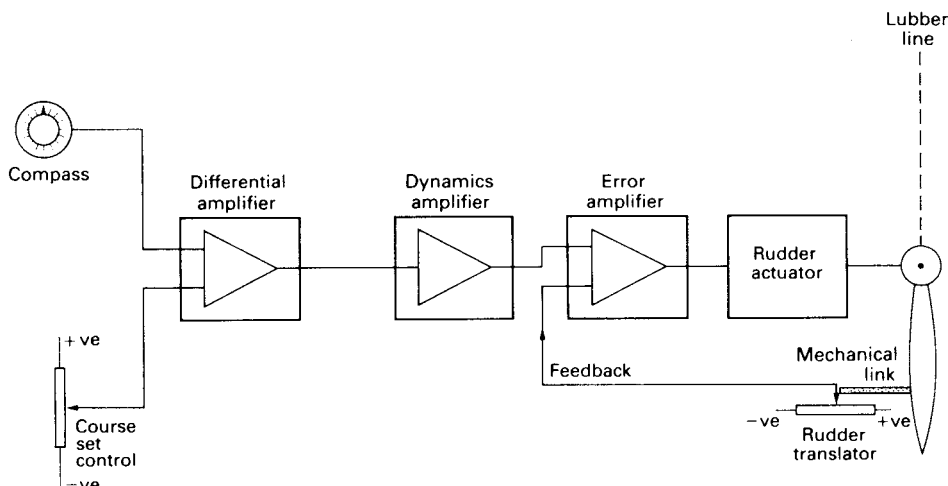 Lubber
line
Compass
Differential
amplifier
Dynamics
amplifier
Error
amplifier
Rudder
actuator
+ve
Course
set
control
-ve
Feedback
Mechanical
link
-ve
+ve
Rudder
translator